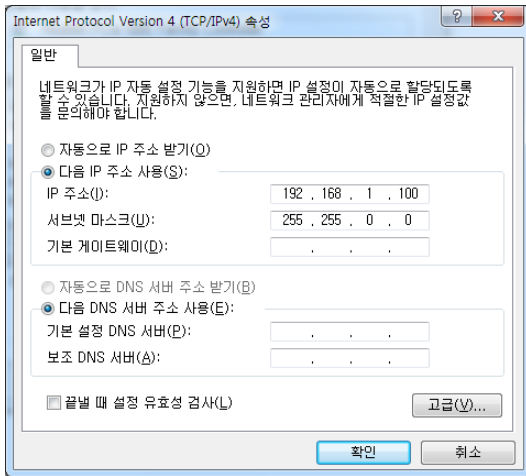 Internet Protocol Version 4 (TCP/IPv4) 속성
일반
네트워크가 IP 자동 설정 기능을 지원하면 IP 설정이 자동으로 할당되도록
할 수 있습니다. 지원하지 않으면, 네트워크 관리자에게 적절한 IP 설정값
을 문의해야 합니다.
자동으로 IP 주소 받기(O)
다음 IP 주소 사용(S):
IP 주소(I): 192 . 168 . 1 . 100
서브넷 마스크(U): 255 . 255 . 0 . 0
기본 게이트웨이(D): . . .
자동으로 DNS 서버 주소 받기(B)
다음 DNS 서버 주소 사용(E):
기본 설정 DNS 서버(P): . . .
보조 DNS 서버(A): . . .
끝낼 때 설정 유효성 검사(L)
고급(V)...
확인 취소